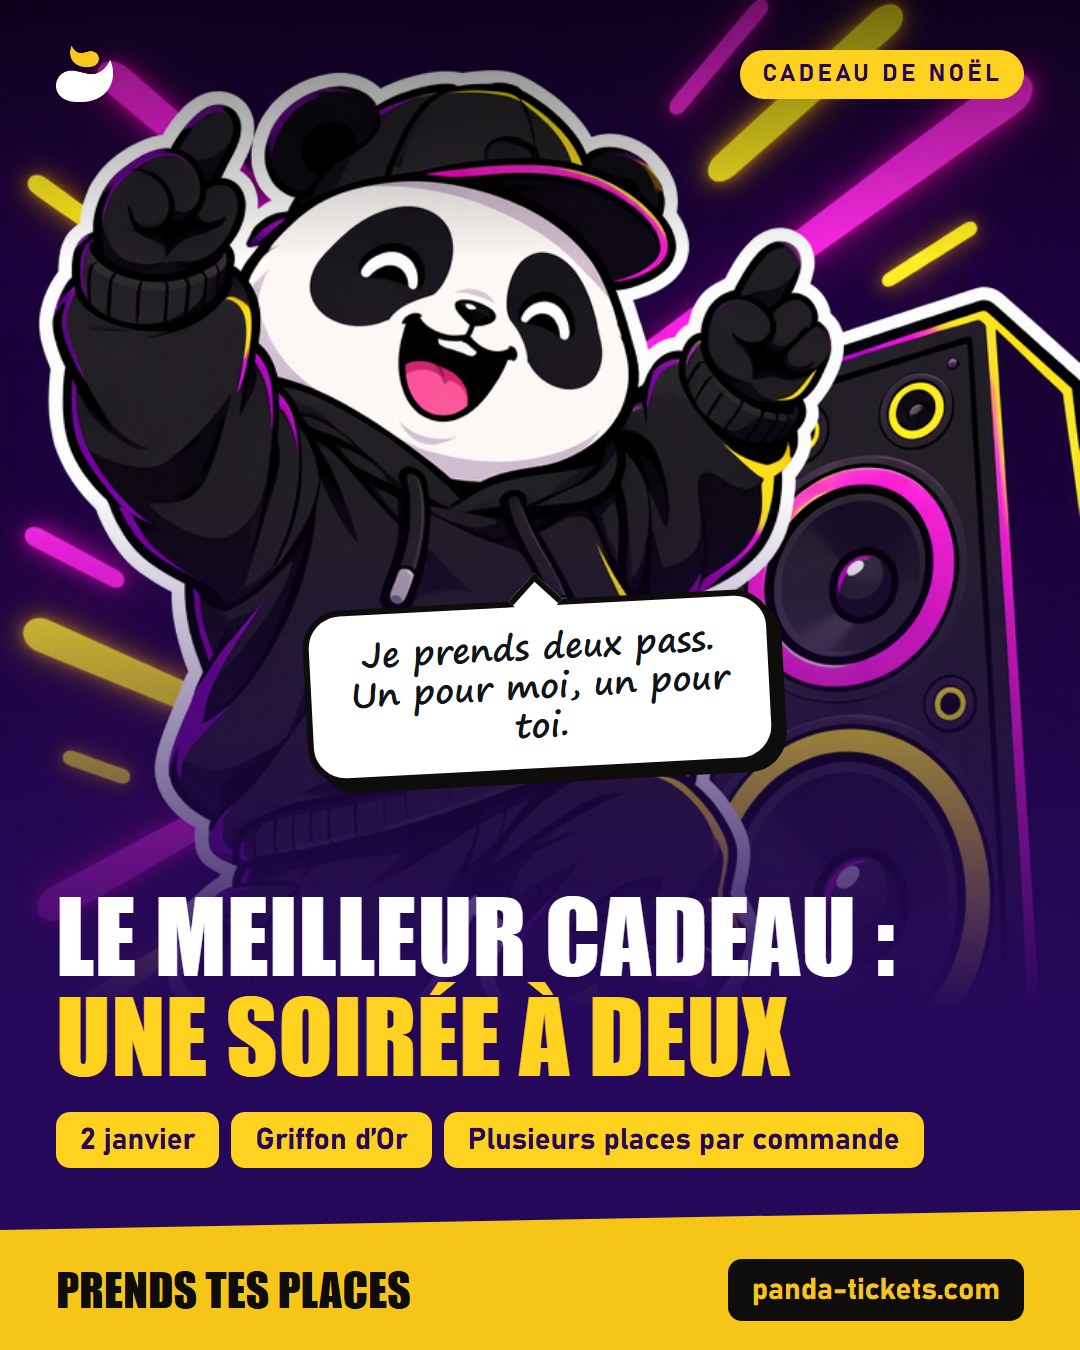 CADEAU DE NOËL
Je prends deux pass.
Un pour moi, un pour
toi.
LE MEILLEUR CADEAU :
UNE SOIRÉE À DEUX
2 janvier
Griffon d'Or
Plusieurs places par commande
PRENDS TES PLACES
panda-tickets.com